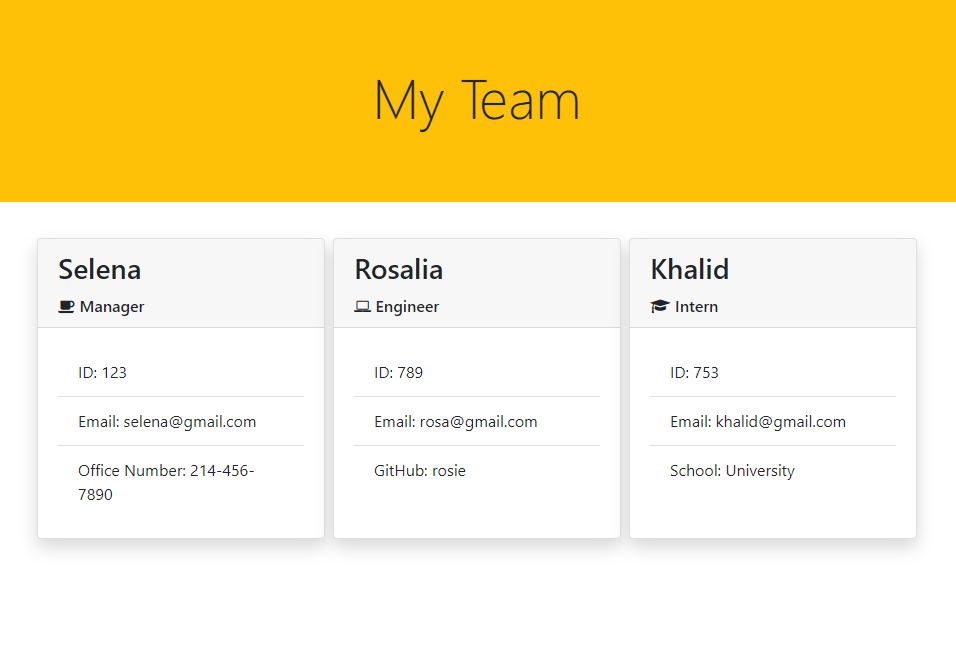 My Team
Selena
Manager
ID: 123
Email: selena@gmail.com
Office Number: 214-456-
7890
Rosalia
Engineer
ID: 789
Email: rosa@gmail.com
GitHub: rosie
Khalid
Intern
ID: 753
Email: khalid@gmail.com
School: University